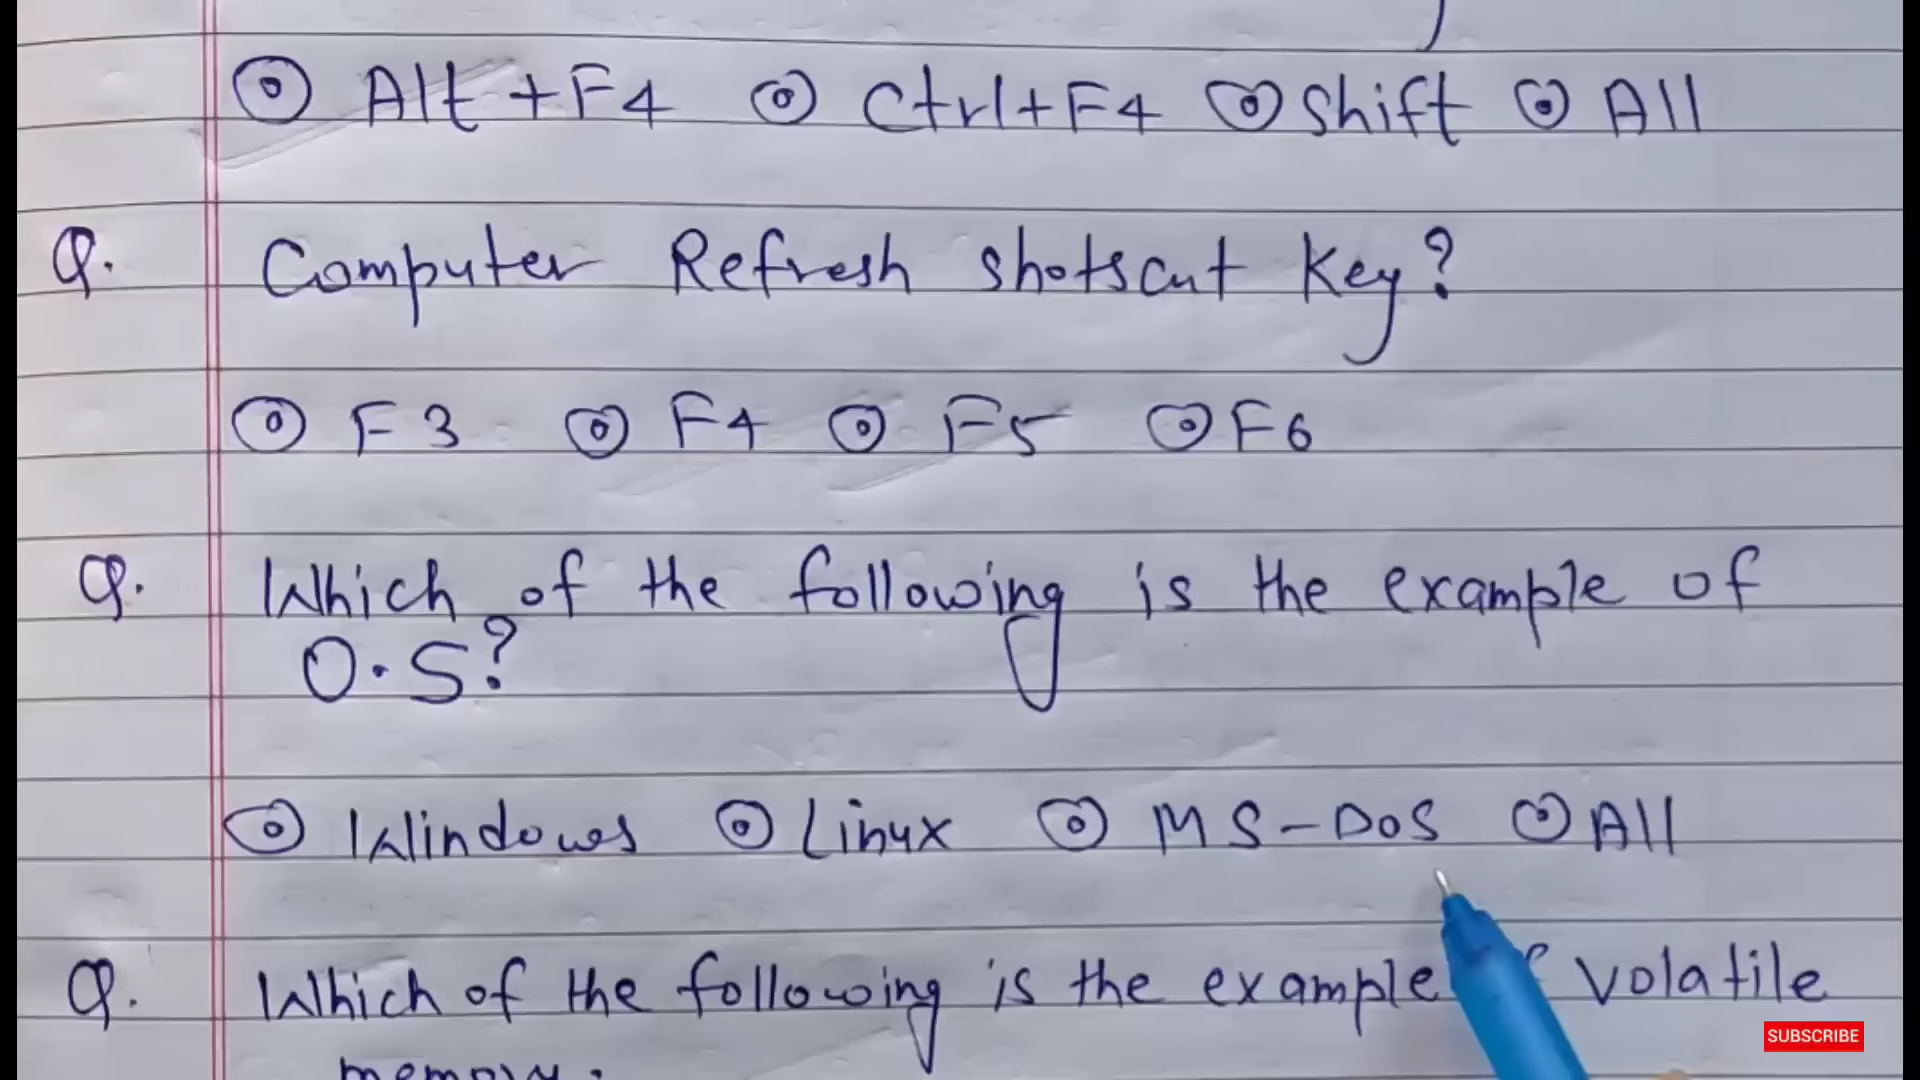 Alt+F4 Ctrl+F4 Shift All
Q. Computer Refresh shotscut Key?
F3 F4 F5 F6
Q. Which of the following is the example of
O.S?
Windows Linux MS-DOS All
Q. Which of the following is the example Volatile
memory.
SUBSCRIBE